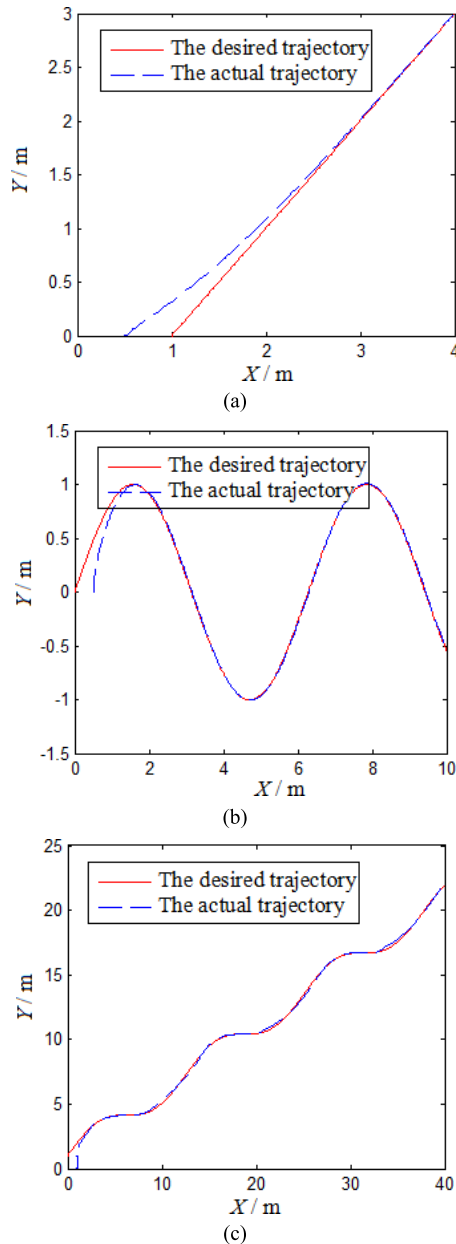 3
The desired trajectory
The actual trajectory
2.5
2
Y / m
1.5
1
0.5
0
0 1 2 3 4
X / m
(a)
1.5
The desired trajectory
1
The actual trajectory
0.5
Y / m
0
-0.5
-1
-1.5
0 2 4 6 8 10
X / m
(b)
25
The desired trajectory
20
The actual trajectory
15
Y / m
10
5
0
0 10 20 30 40
X / m
(c)